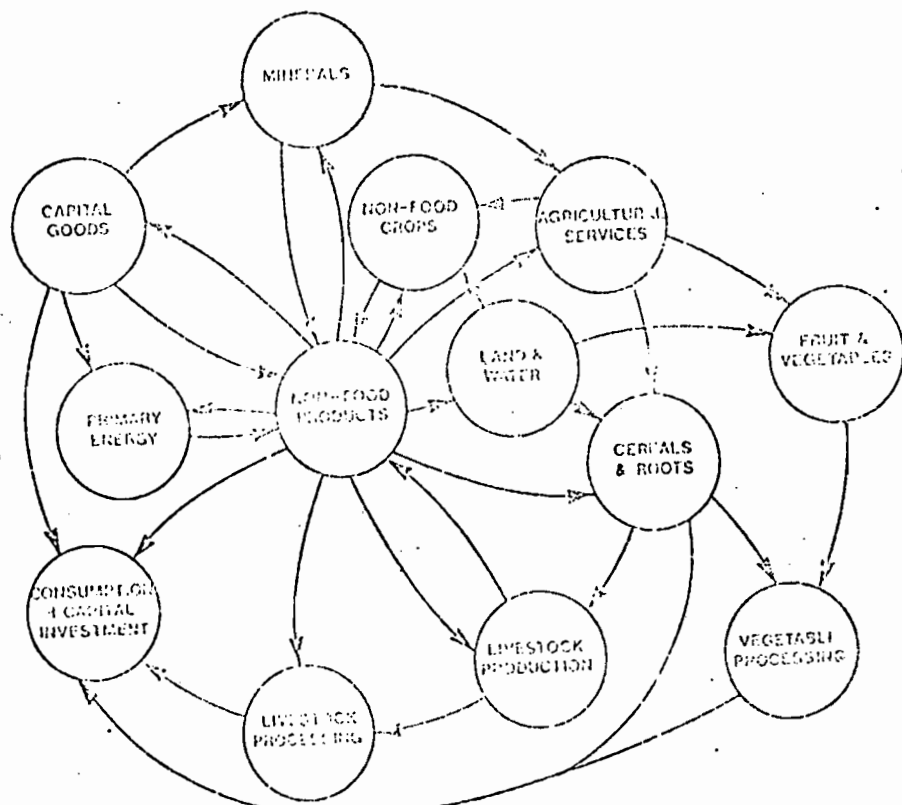 MINERALS
CAPITAL
GOODS
NON-FOOD
CROPS
AGRICULTURAL
SERVICES
LAND &
WATER
FRUIT &
VEGETABLES
NON-FOOD
PRODUCTS
PRIMARY
ENERGY
CEREALS
& ROOTS
CONSUMPTION
& CAPITAL
INVESTMENT
LIVESTOCK
PRODUCTION
VEGETABLE
PROCESSING
LIVESTOCK
PROCESSING